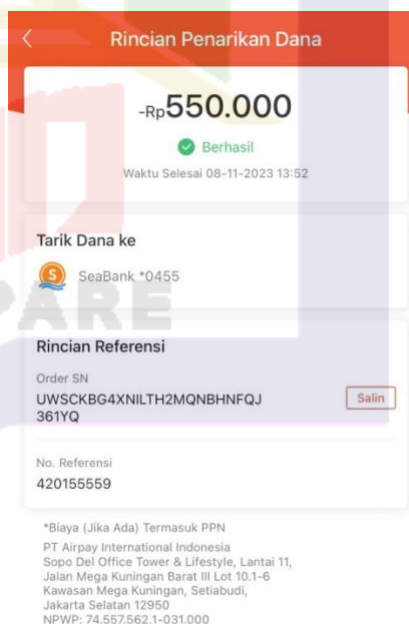 Rincian Penarikan Dana
-Rp550.000
Berhasil
Waktu Selesai 08-11-2023 13:52
Tarik Dana ke
S
SeaBank *0455
PARE
Rincian Referensi
Order SN
UWSCKBG4XNILTH2MQNBHNFQJ
361YQ
Salin
No. Referensi
420155559
*Biaya (Jika Ada) Termasuk PPN
PT Airpay International Indonesia
Sopo Del Office Tower & Lifestyle, Lantai 11,
Jalan Mega Kuningan Barat III Lot 10.1-6
Kawasan Mega Kuningan, Setiabudi,
Jakarta Selatan 12950
NPWP: 74.557.562.1-031.000